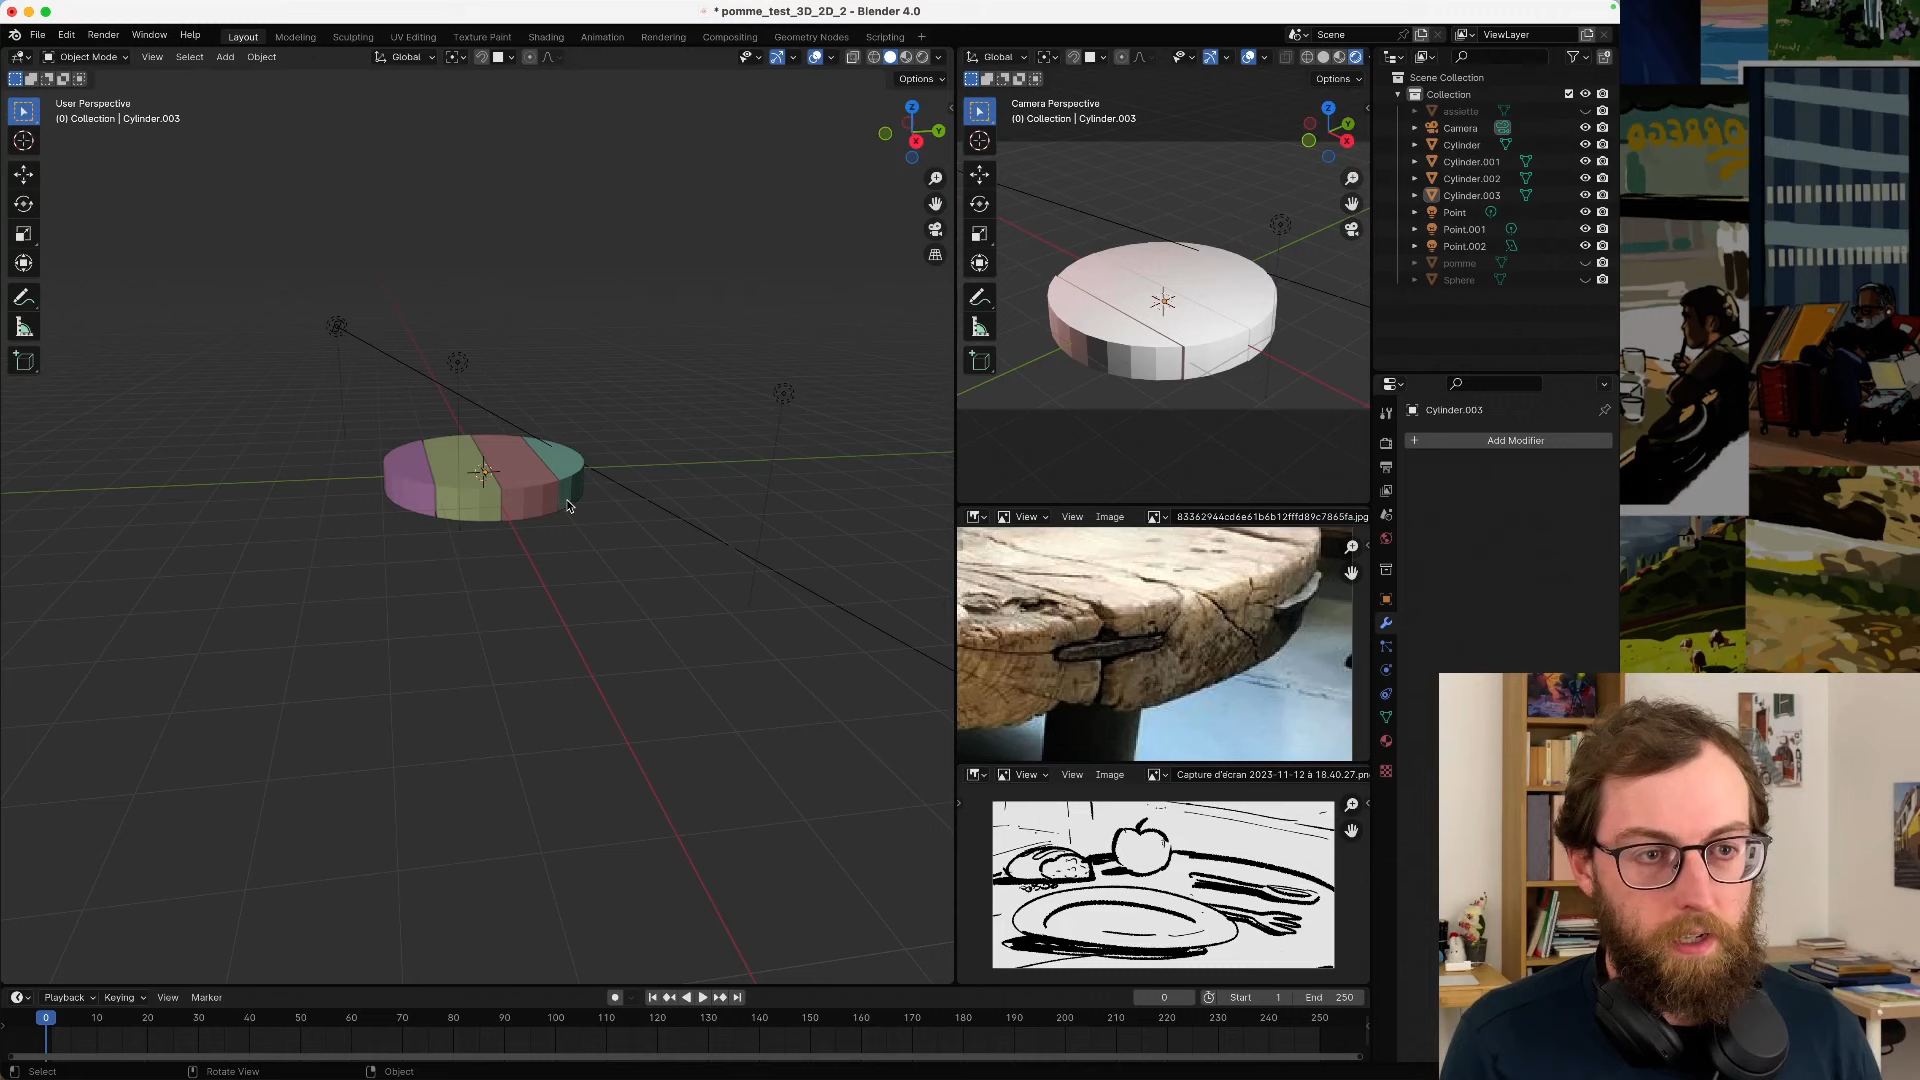 * pomme_test_3D_2D_2 - Blender 4.0
File Edit Render Window Help Layout Modeling Sculpting UV Editing Texture Paint Shading Animation Rendering Compositing Geometry Nodes Scripting + Scene ViewLayer
Object Mode View Select Add Object Global
Options
User Perspective
(0) Collection | Cylinder.003
Z
Y
X
Global
Options
Camera Perspective
(0) Collection | Cylinder.003
Z
Y
X
View View Image 83362944cd6e61b6b12fffd89c7865fa.jpg
View View Image Capture d'écran 2023-11-12 à 18.40.27.pn
Scene Collection
Collection
assiette
Camera
Cylinder
Cylinder.001
Cylinder.002
Cylinder.003
Point
Point.001
Point.002
pomme
Sphere
Cylinder.003
+ Add Modifier
Playback Keying View Marker 0 Start 1 End 250
0 10 20 30 40 50 60 70 80 90 100 110 120 130 140 150 160 170 180 190 200 210 220 230 240 250
Select Rotate View Object